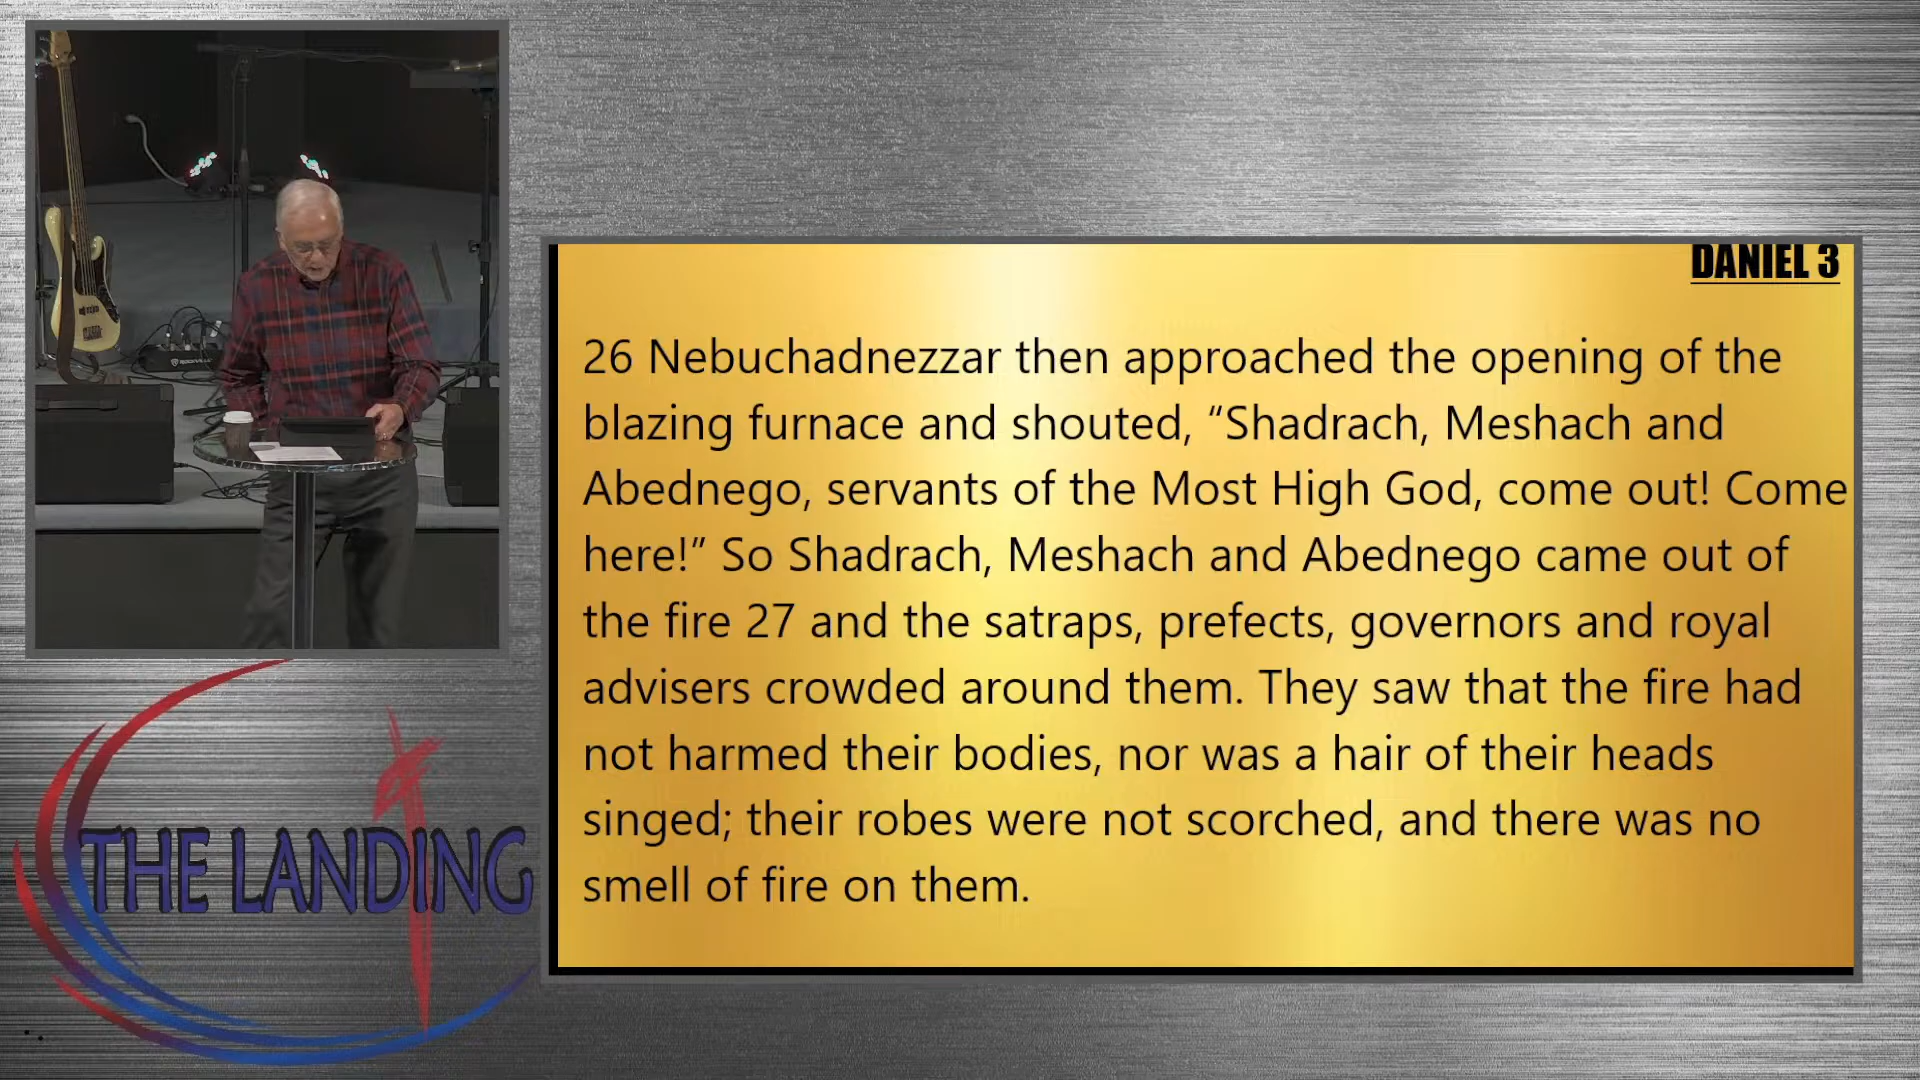 DANIEL 3
26 Nebuchadnezzar then approached the opening of the
blazing furnace and shouted, “Shadrach, Meshach and
Abednego, servants of the Most High God, come out! Come
here!” So Shadrach, Meshach and Abednego came out of
the fire 27 and the satraps, prefects, governors and royal
advisers crowded around them. They saw that the fire had
not harmed their bodies, nor was a hair of their heads
singed; their robes were not scorched, and there was no
smell of fire on them.
THE LANDING